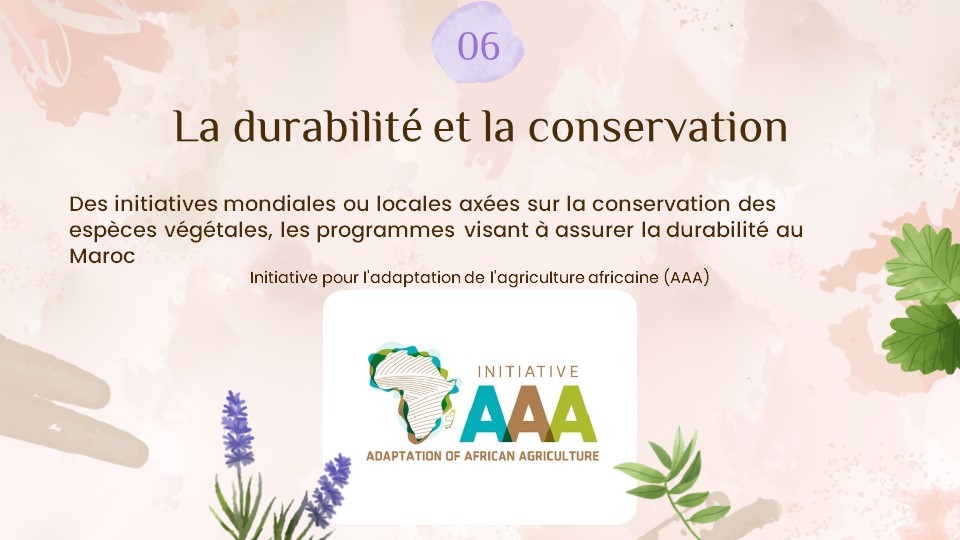 06
La durabilité et la conservation
Des initiatives mondiales ou locales axées sur la conservation des
espèces végétales, les programmes visant à assurer la durabilité au
Maroc
Initiative pour l'adaptation de l'agriculture africaine (AAA)
INITIATIVE
AAA
ADAPTATION OF AFRICAN AGRICULTURE